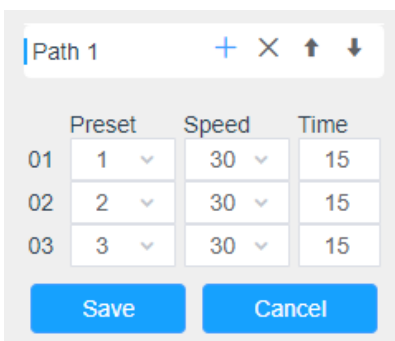 Path 1
Preset Speed Time
01 1 30 15
02 2 30 15
03 3 30 15
Save Cancel